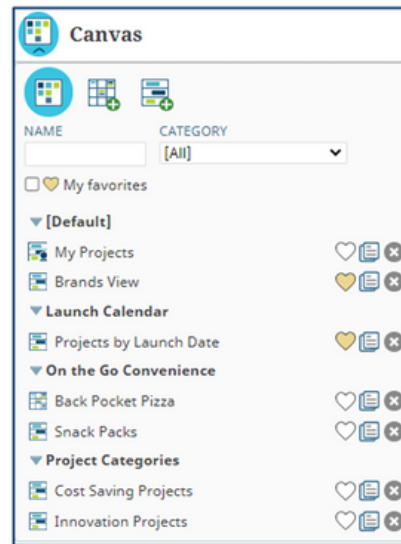 Canvas
NAME CATEGORY
[All]
My favorites
[Default]
My Projects
Brands View
Launch Calendar
Projects by Launch Date
On the Go Convenience
Back Pocket Pizza
Snack Packs
Project Categories
Cost Saving Projects
Innovation Projects